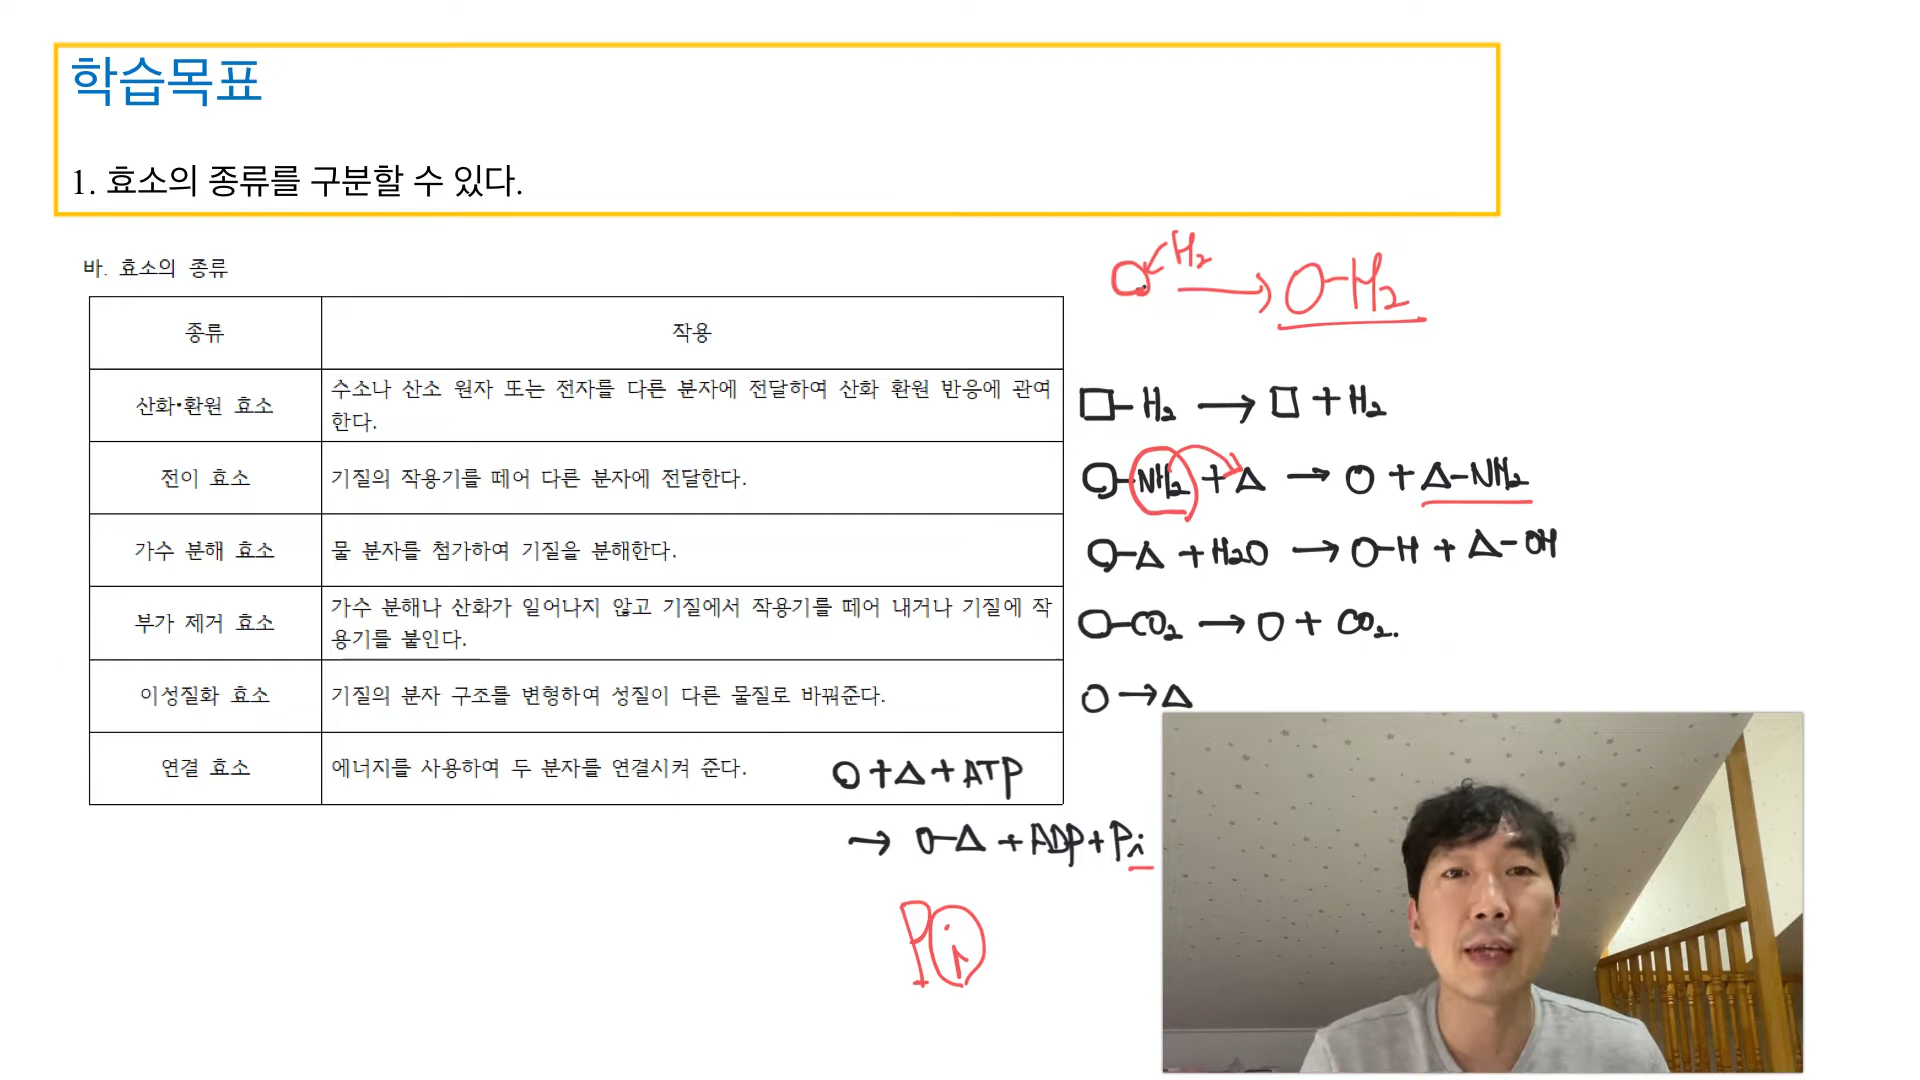 학습목표
1. 효소의 종류를 구분할 수 있다.
바. 효소의 종류
종류 작용
산화•환원 효소 수소나 산소 원자 또는 전자를 다른 분자에 전달하여 산화 환원 반응에 관여
한다.
전이 효소 기질의 작용기를 떼어 다른 분자에 전달한다.
가수 분해 효소 물 분자를 첨가하여 기질을 분해한다.
부가 제거 효소 가수 분해나 산화가 일어나지 않고 기질에서 작용기를 떼어 내거나 기질에 작
용기를 붙인다.
이성질화 효소 기질의 분자 구조를 변형하여 성질이 다른 물질로 바꿔준다.
연결 효소 에너지를 사용하여 두 분자를 연결시켜 준다.
○+△+ATP
→ ○-△+ADP+Pi
Pi
○ H₂ → ○-H₂
□-H₂ → □+H₂
○-NH₂+△ → ○+△-NH₂
○-△+H₂O → ○-H+△-OH
○-CO₂ → ○+CO₂.
○→△